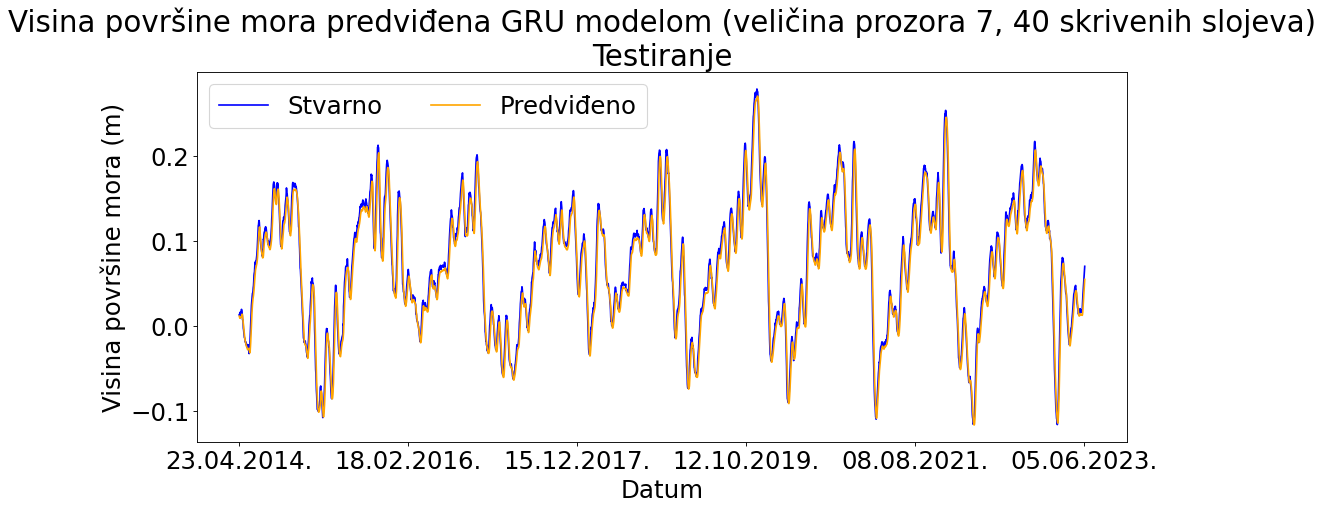 Visina površine mora predviđena GRU modelom (veličina prozora 7, 40 skrivenih slojeva)
Testiranje
Stvarno
Predviđeno
Visina površine mora (m)
0.2
0.1
0.0
−0.1
23.04.2014.
18.02.2016.
15.12.2017.
12.10.2019.
08.08.2021.
05.06.2023.
Datum